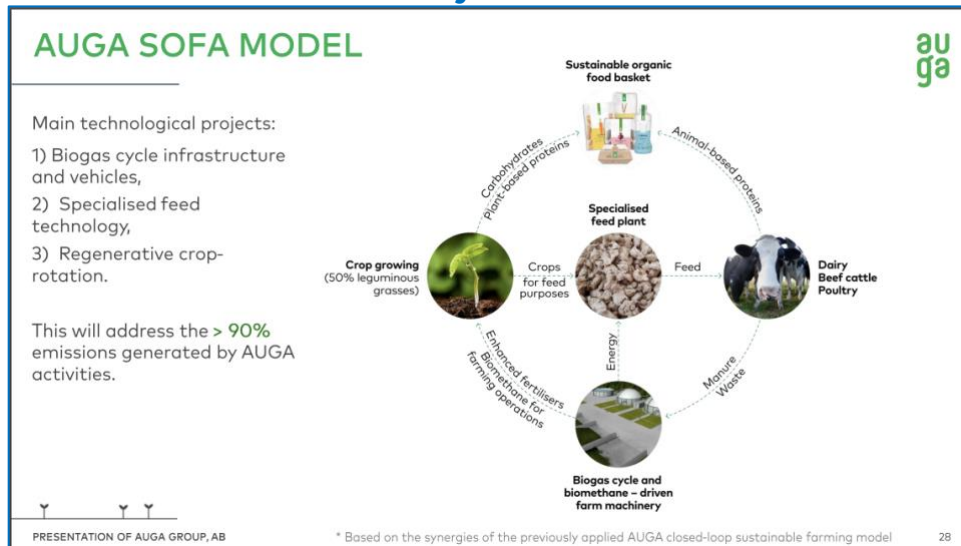 AUGA SOFA MODEL
au
ga
Main technological projects:
1) Biogas cycle infrastructure
and vehicles,
2) Specialised feed
technology,
3) Regenerative crop-
rotation.
This will address the > 90%
emissions generated by AUGA
activities.
Sustainable organic
food basket
Carbohydrates
Plant-based proteins
Animal-based proteins
Specialised
feed plant
Crop growing
(50% leguminous
grasses)
Crops
for feed
purposes
Feed
Dairy
Beef cattle
Poultry
Enhanced fertilisers
Biomethane for
farming operations
Energy
Manure
Waste
Biogas cycle and
biomethane – driven
farm machinery
PRESENTATION OF AUGA GROUP, AB
* Based on the synergies of the previously applied AUGA closed-loop sustainable farming model
28